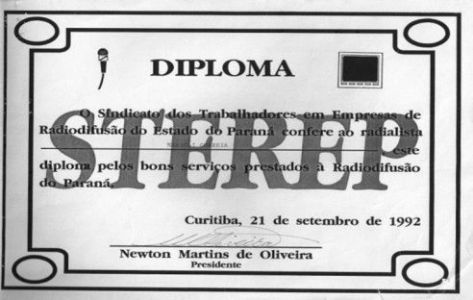 DIPLOMA
STEREP
O Sindicato dos Trabalhadores em Empresas de
Radiodifusão do Estado do Paraná confere ao radialista
este
diploma pelos bons serviços prestados à Radiodifusão
do Paraná.
Curitiba, 21 de setembro de 1992
Newton Martins de Oliveira
Presidente